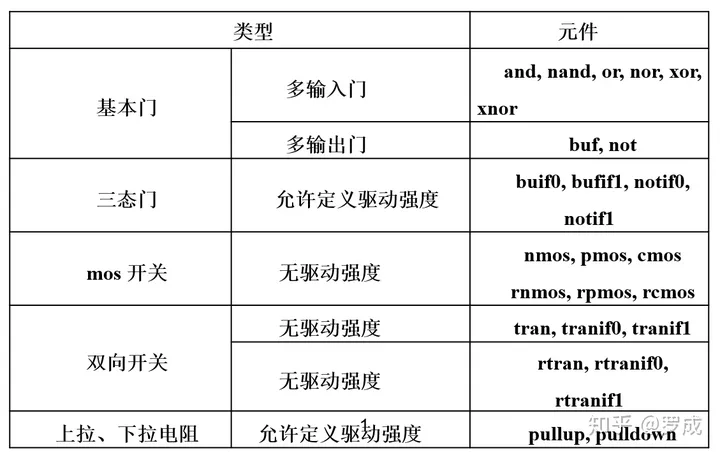 类型 元件
基本门 多输入门 and, nand, or, nor, xor,
xnor
多输出门 buf, not
三态门 允许定义驱动强度 buif0, bufif1, notif0,
notif1
mos 开关 无驱动强度 nmos, pmos, cmos
rnmos, rpmos, rcmos
双向开关 无驱动强度 tran, tranif0, tranif1
无驱动强度 rtran, rtranif0,
rtranif1
上拉、下拉电阻 允许定义驱动强度 1 pullup, pulldown
知乎 @罗成